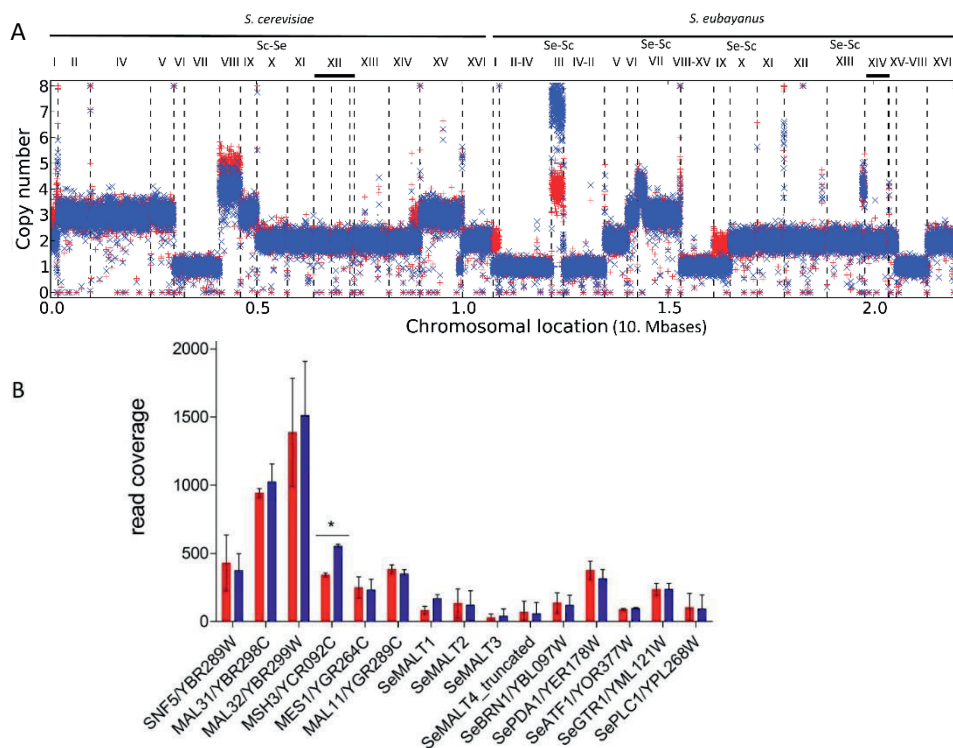 S. cerevisiae S. eubayanus
A
Sc-Se Se-Sc Se-Sc Se-Sc Se-Sc
I II IV V VI VII VIII IX X XI XII XIII XIV XV XVI I II-IV III IV-II V VI VII VIII-XV IX X XI XII XIII XIV XV-VIII XVI
Copy number
8
7
6
5
4
3
2
1
0
0.0 0.5 1.0 1.5 2.0
Chromosomal location (10. Mbases)
B
read coverage
2000
1500
1000
500
0
*
SNF5/YBR289W
MAL31/YBR298C
MAL32/YBR299W
MSH3/YCR092C
MES1/YGR264C
MAL11/YGR289C
SeMALT1
SeMALT2
SeMALT3
SeMALT4_truncated
SeBRN1/YBL097W
SePDA1/YER178W
SeATF1/YOR377W
SeGTR1/YML121W
SePLC1/YPL268W